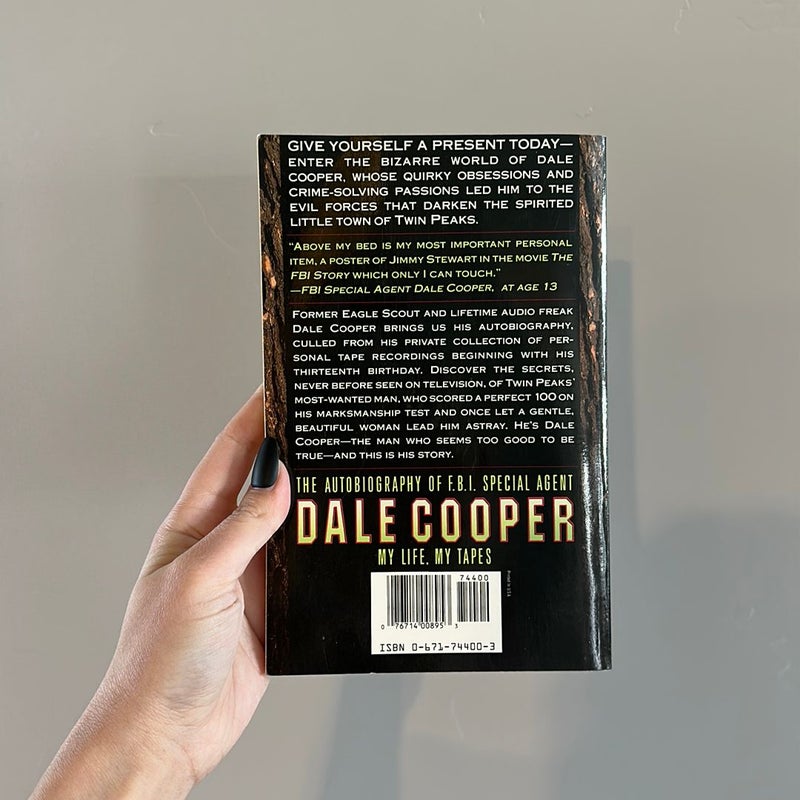 GIVE YOURSELF A PRESENT TODAY—
ENTER THE BIZARRE WORLD OF DALE
COOPER, WHOSE QUIRKY OBSESSIONS AND
CRIME-SOLVING PASSIONS LED HIM TO THE
EVIL FORCES THAT DARKEN THE SPIRITED
LITTLE TOWN OF TWIN PEAKS.
"ABOVE MY BED IS MY MOST IMPORTANT PERSONAL
ITEM, A POSTER OF JIMMY STEWART IN THE MOVIE THE
FBI STORY WHICH ONLY I CAN TOUCH."
—FBI SPECIAL AGENT DALE COOPER, AT AGE 13
FORMER EAGLE SCOUT AND LIFETIME AUDIO FREAK
DALE COOPER BRINGS US HIS AUTOBIOGRAPHY,
CULLED FROM HIS PRIVATE COLLECTION OF PER-
SONAL TAPE RECORDINGS BEGINNING WITH HIS
THIRTEENTH BIRTHDAY. DISCOVER THE SECRETS,
NEVER BEFORE SEEN ON TELEVISION, OF TWIN PEAKS'
MOST-WANTED MAN, WHO SCORED A PERFECT 100 ON
HIS MARKSMANSHIP TEST AND ONCE LET A GENTLE,
BEAUTIFUL WOMAN LEAD HIM ASTRAY. HE'S DALE
COOPER—THE MAN WHO SEEMS TOO GOOD TO BE
TRUE—AND THIS IS HIS STORY.
THE AUTOBIOGRAPHY OF F.B.I. SPECIAL AGENT
DALE COOPER
MY LIFE, MY TAPES
74400
0 76714 00895 3
ISBN 0-671-74400-3
Printed in U.S.A.